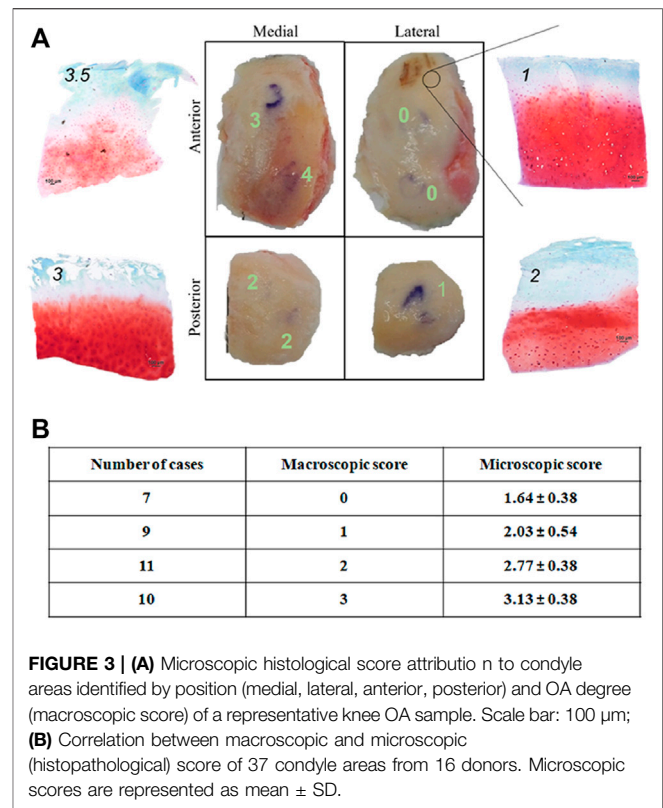 A
Medial
Lateral
3.5
Anterior
3
4
0
0
1
100 µm
3
Posterior
2
2
1
2
100 µm
B
Number of cases Macroscopic score Microscopic score
7 0 1.64 ± 0.38
9 1 2.03 ± 0.54
11 2 2.77 ± 0.38
10 3 3.13 ± 0.38
FIGURE 3 | (A) Microscopic histological score attributio n to condyle
areas identified by position (medial, lateral, anterior, posterior) and OA degree
(macroscopic score) of a representative knee OA sample. Scale bar: 100 µm;
(B) Correlation between macroscopic and microscopic
(histopathological) score of 37 condyle areas from 16 donors. Microscopic
scores are represented as mean ± SD.